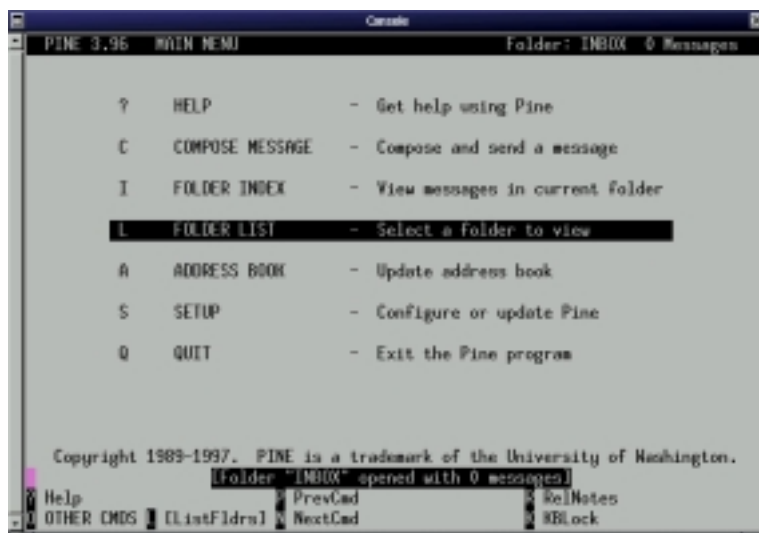 Console
PINE 3.96 MAIN MENU Folder: INBOX 0 Messages
? HELP - Get help using Pine
C COMPOSE MESSAGE - Compose and send a message
I FOLDER INDEX - View messages in current folder
L FOLDER LIST - Select a folder to view
A ADDRESS BOOK - Update address book
S SETUP - Configure or update Pine
Q QUIT - Exit the Pine program
Copyright 1989-1997. PINE is a trademark of the University of Washington.
[Folder "INBOX" opened with 0 messages]
Help PrevCmd RelNotes
OTHER CMDS [ListFldrs] NextCmd KBLock